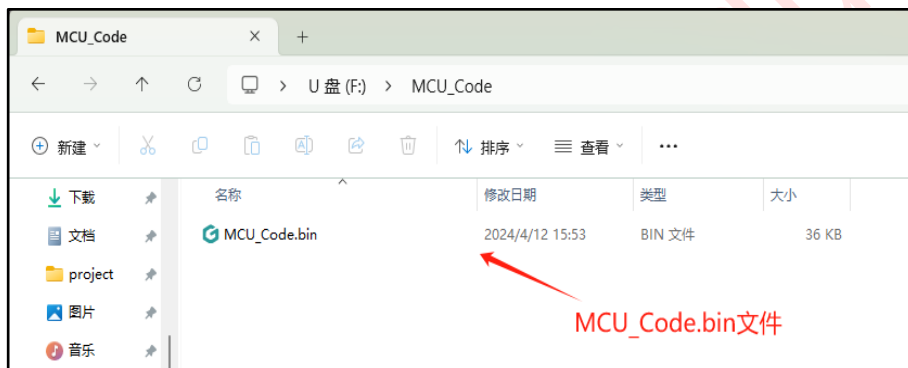 MCU_Code
U 盘 (F:) > MCU_Code
新建 排序 查看 ...
名称 修改日期 类型 大小
下载
MCU_Code.bin 2024/4/12 15:53 BIN 文件 36 KB
文档
project
图片
音乐
MCU_Code.bin文件